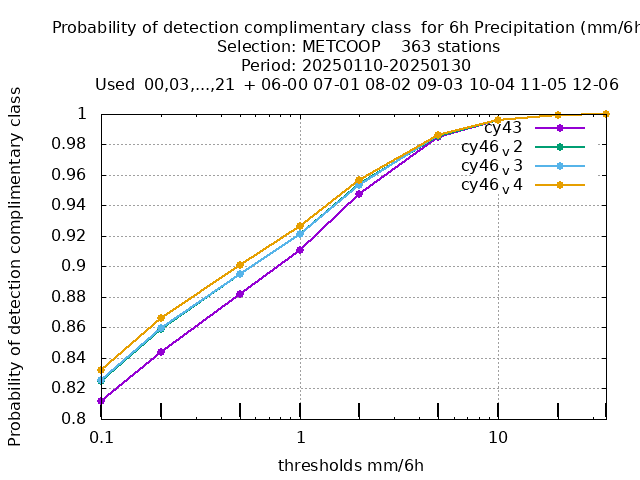 Probability of detection complimentary class  for 6h Precipitation (mm/6h
Selection: METCOOP    363 stations
Period: 20250110-20250130
Used  00,03,...,21  + 06-00 07-01 08-02 09-03 10-04 11-05 12-06
Probability of detection complimentary class
1
0.98
0.96
0.94
0.92
0.9
0.88
0.86
0.84
0.82
0.8
cy43
cy46v2
cy46v3
cy46v4
0.1
1
10
thresholds mm/6h